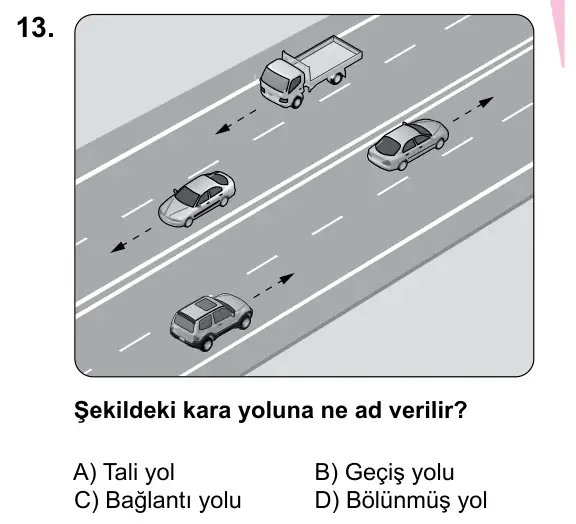 13.
Şekildeki kara yoluna ne ad verilir?
A) Tali yol B) Geçiş yolu
C) Bağlantı yolu D) Bölünmüş yol